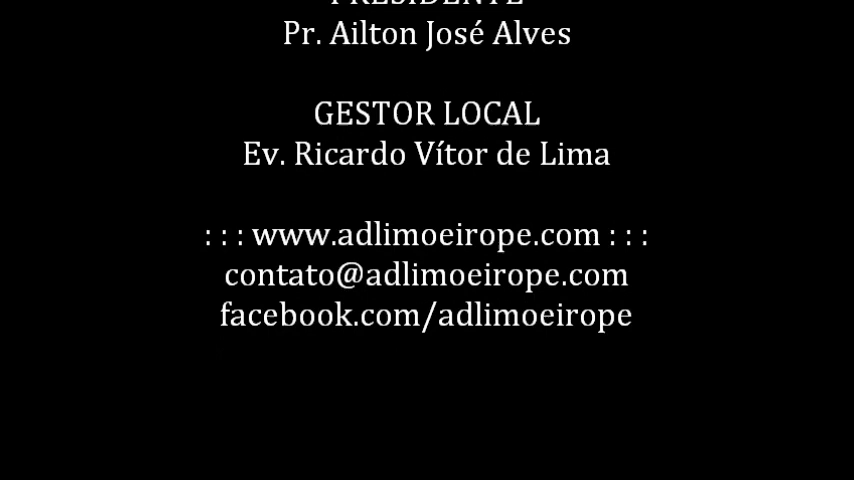 PRESIDENTE
Pr. Ailton José Alves
GESTOR LOCAL
Ev. Ricardo Vítor de Lima
: : : www.adlimoeirope.com : : :
contato@adlimoeirope.com
facebook.com/adlimoeirope